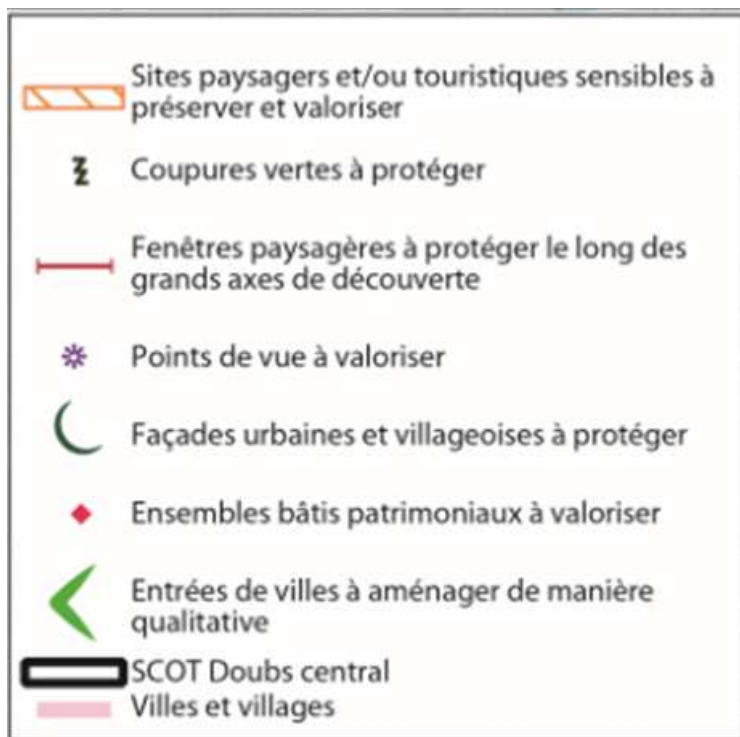 Sites paysagers et/ou touristiques sensibles à
préserver et valoriser
Coupures vertes à protéger
Fenêtres paysagères à protéger le long des
grands axes de découverte
Points de vue à valoriser
Façades urbaines et villageoises à protéger
Ensembles bâtis patrimoniaux à valoriser
Entrées de villes à aménager de manière
qualitative
SCOT Doubs central
Villes et villages